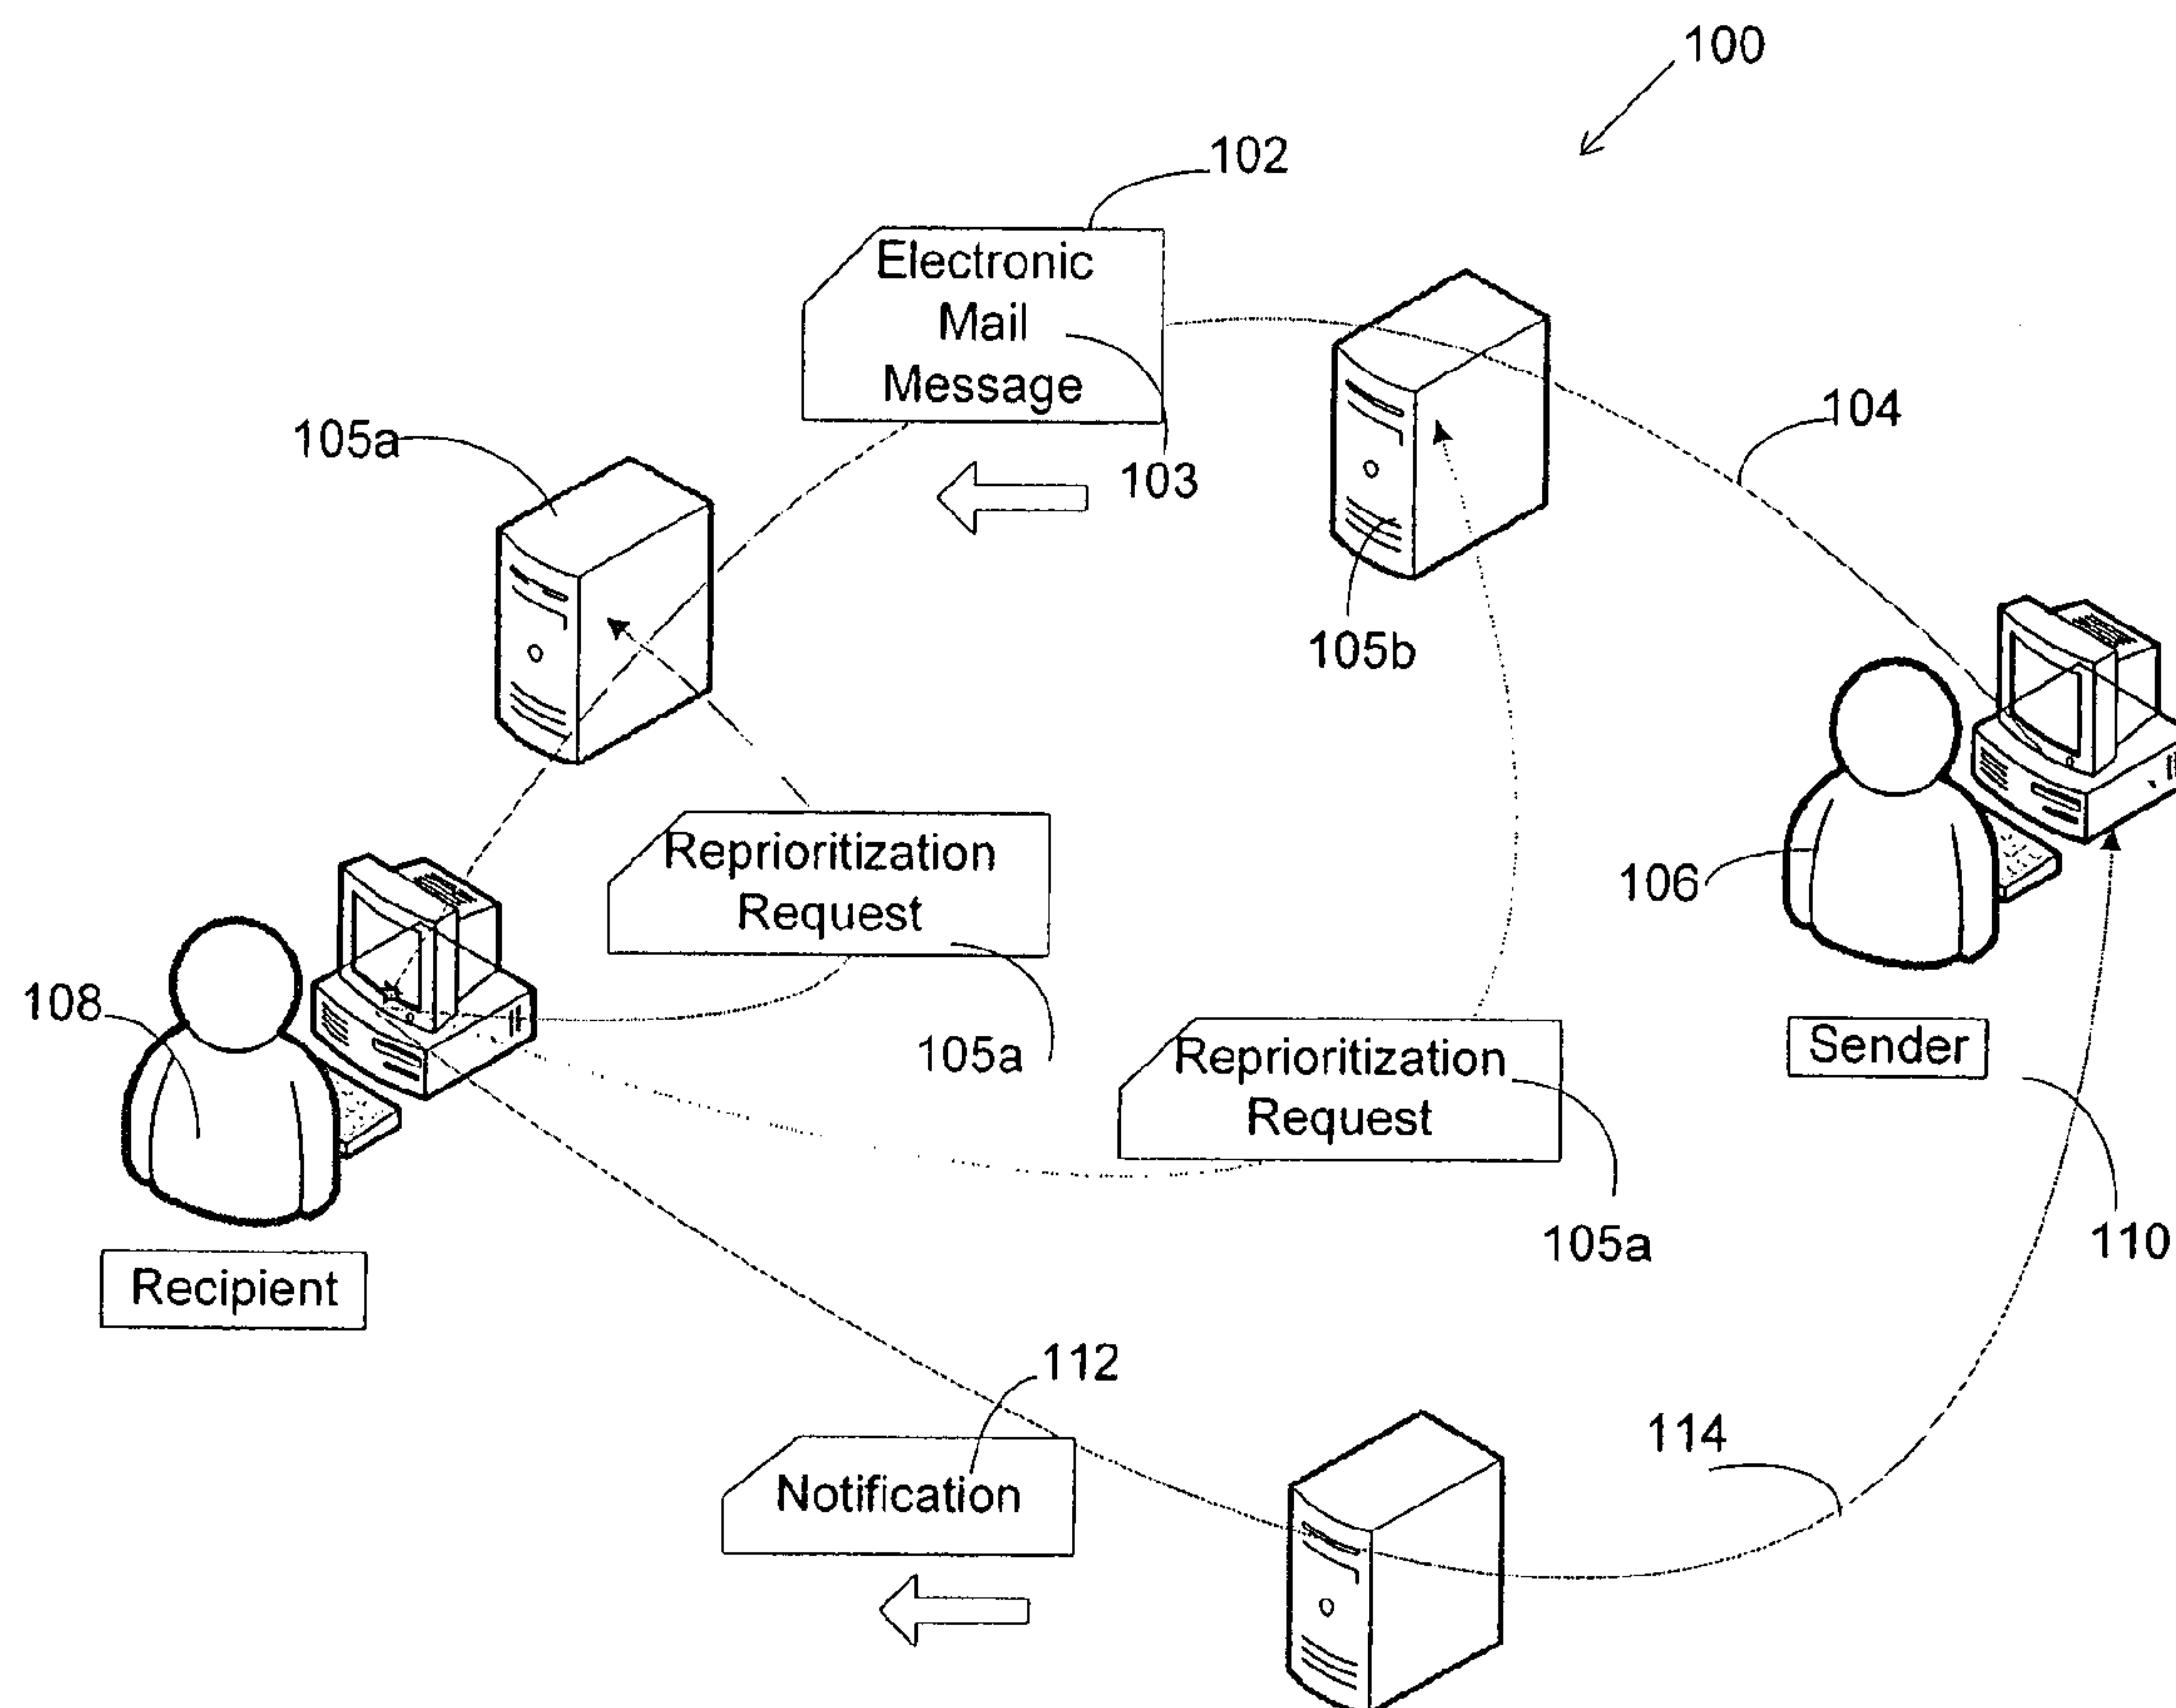 100
102
Electronic
Mail
Message
104
105a
103
105b
Reprioritization
Request
106
108
105a
Sender
Reprioritization
Request
110
105a
Recipient
112
114
Notification